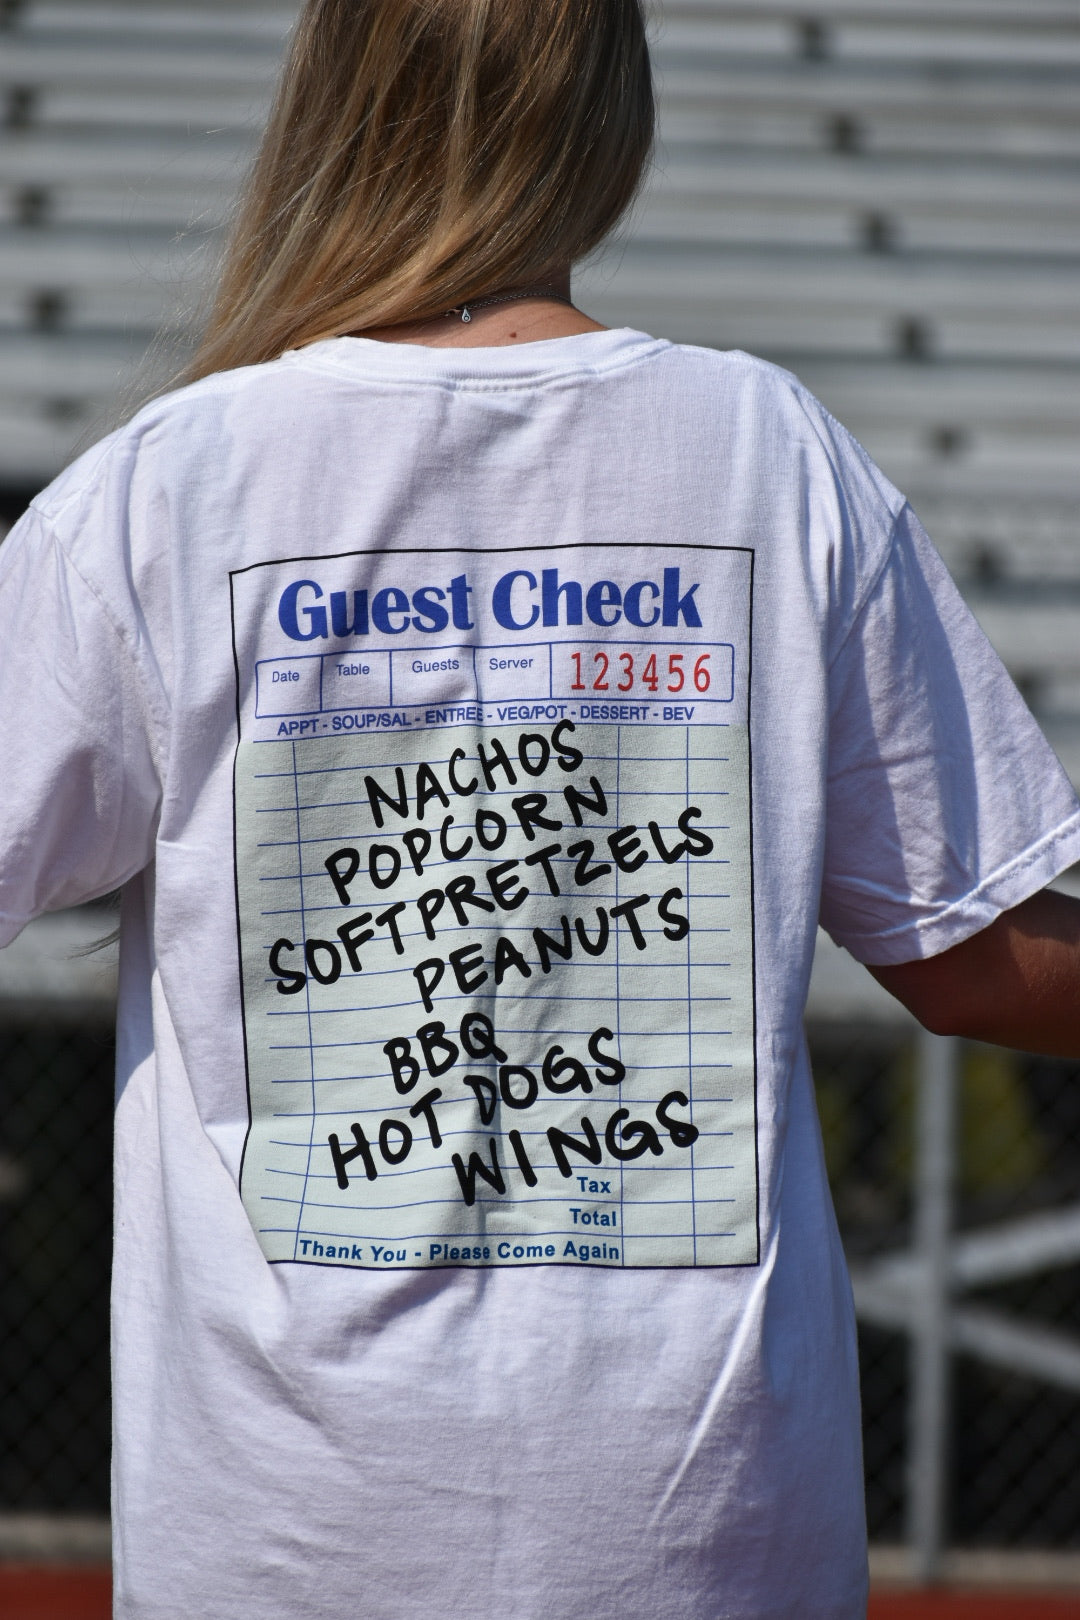 Guest Check
Date Table Guests Server 123456
APPT - SOUP/SAL - ENTREE - VEG/POT - DESSERT - BEV
NACHOS
POPCORN
SOFTPRETZELS
PEANUTS
BBQ
HOT DOGS
WINGS
Tax
Total
Thank You - Please Come Again